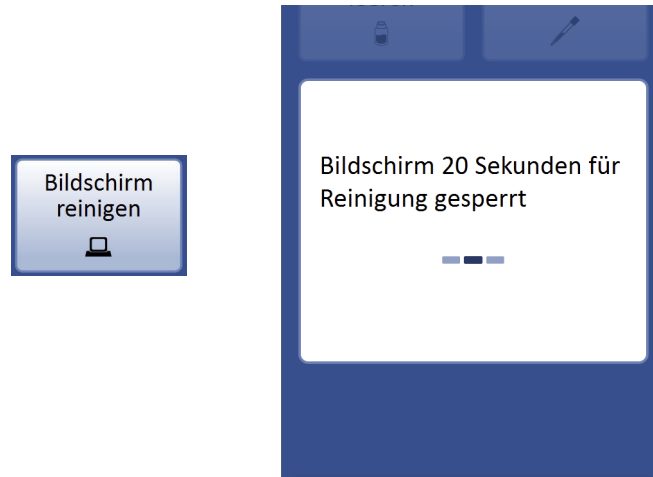 Bildschirm
reinigen
Bildschirm 20 Sekunden für
Reinigung gesperrt